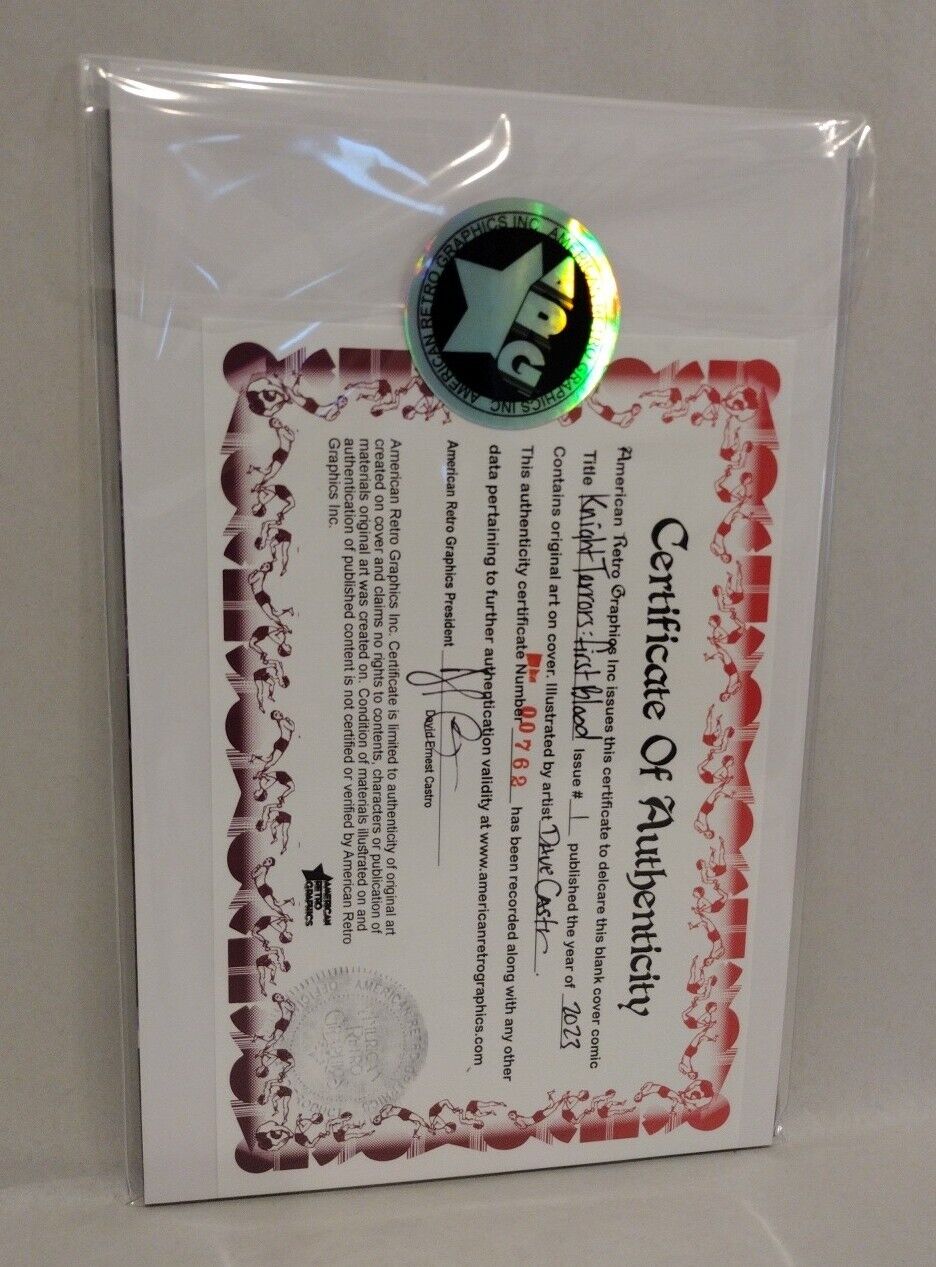 Certificate Of Authenticity
American Retro Graphics Inc issues this certificate to delcare this blank cover comic
Title Knight Terrors: First Blood Issue # 1 published the year of 2023
Contains original art on cover. Illustrated by artist Dave Castr.
This authenticity certificate Number 00762 has been recorded along with any other
data pertaining to further authentication validity at www.americanretrographics.com
American Retro Graphics President
David Ernest Castro
American Retro Graphics Inc. Certificate is limited to authenticity of original art
created on cover and claims no rights to contents, characters or publication of
materials original art was created on. Condition of materials illustrated on and
authentication of published content is not certified or verified by American Retro
Graphics Inc.
AMERICAN
RETRO
GRAPHICS
AMERICAN RETRO GRAPHICS INC. AMERICAN RETRO GRAPHICS INC.
ARG